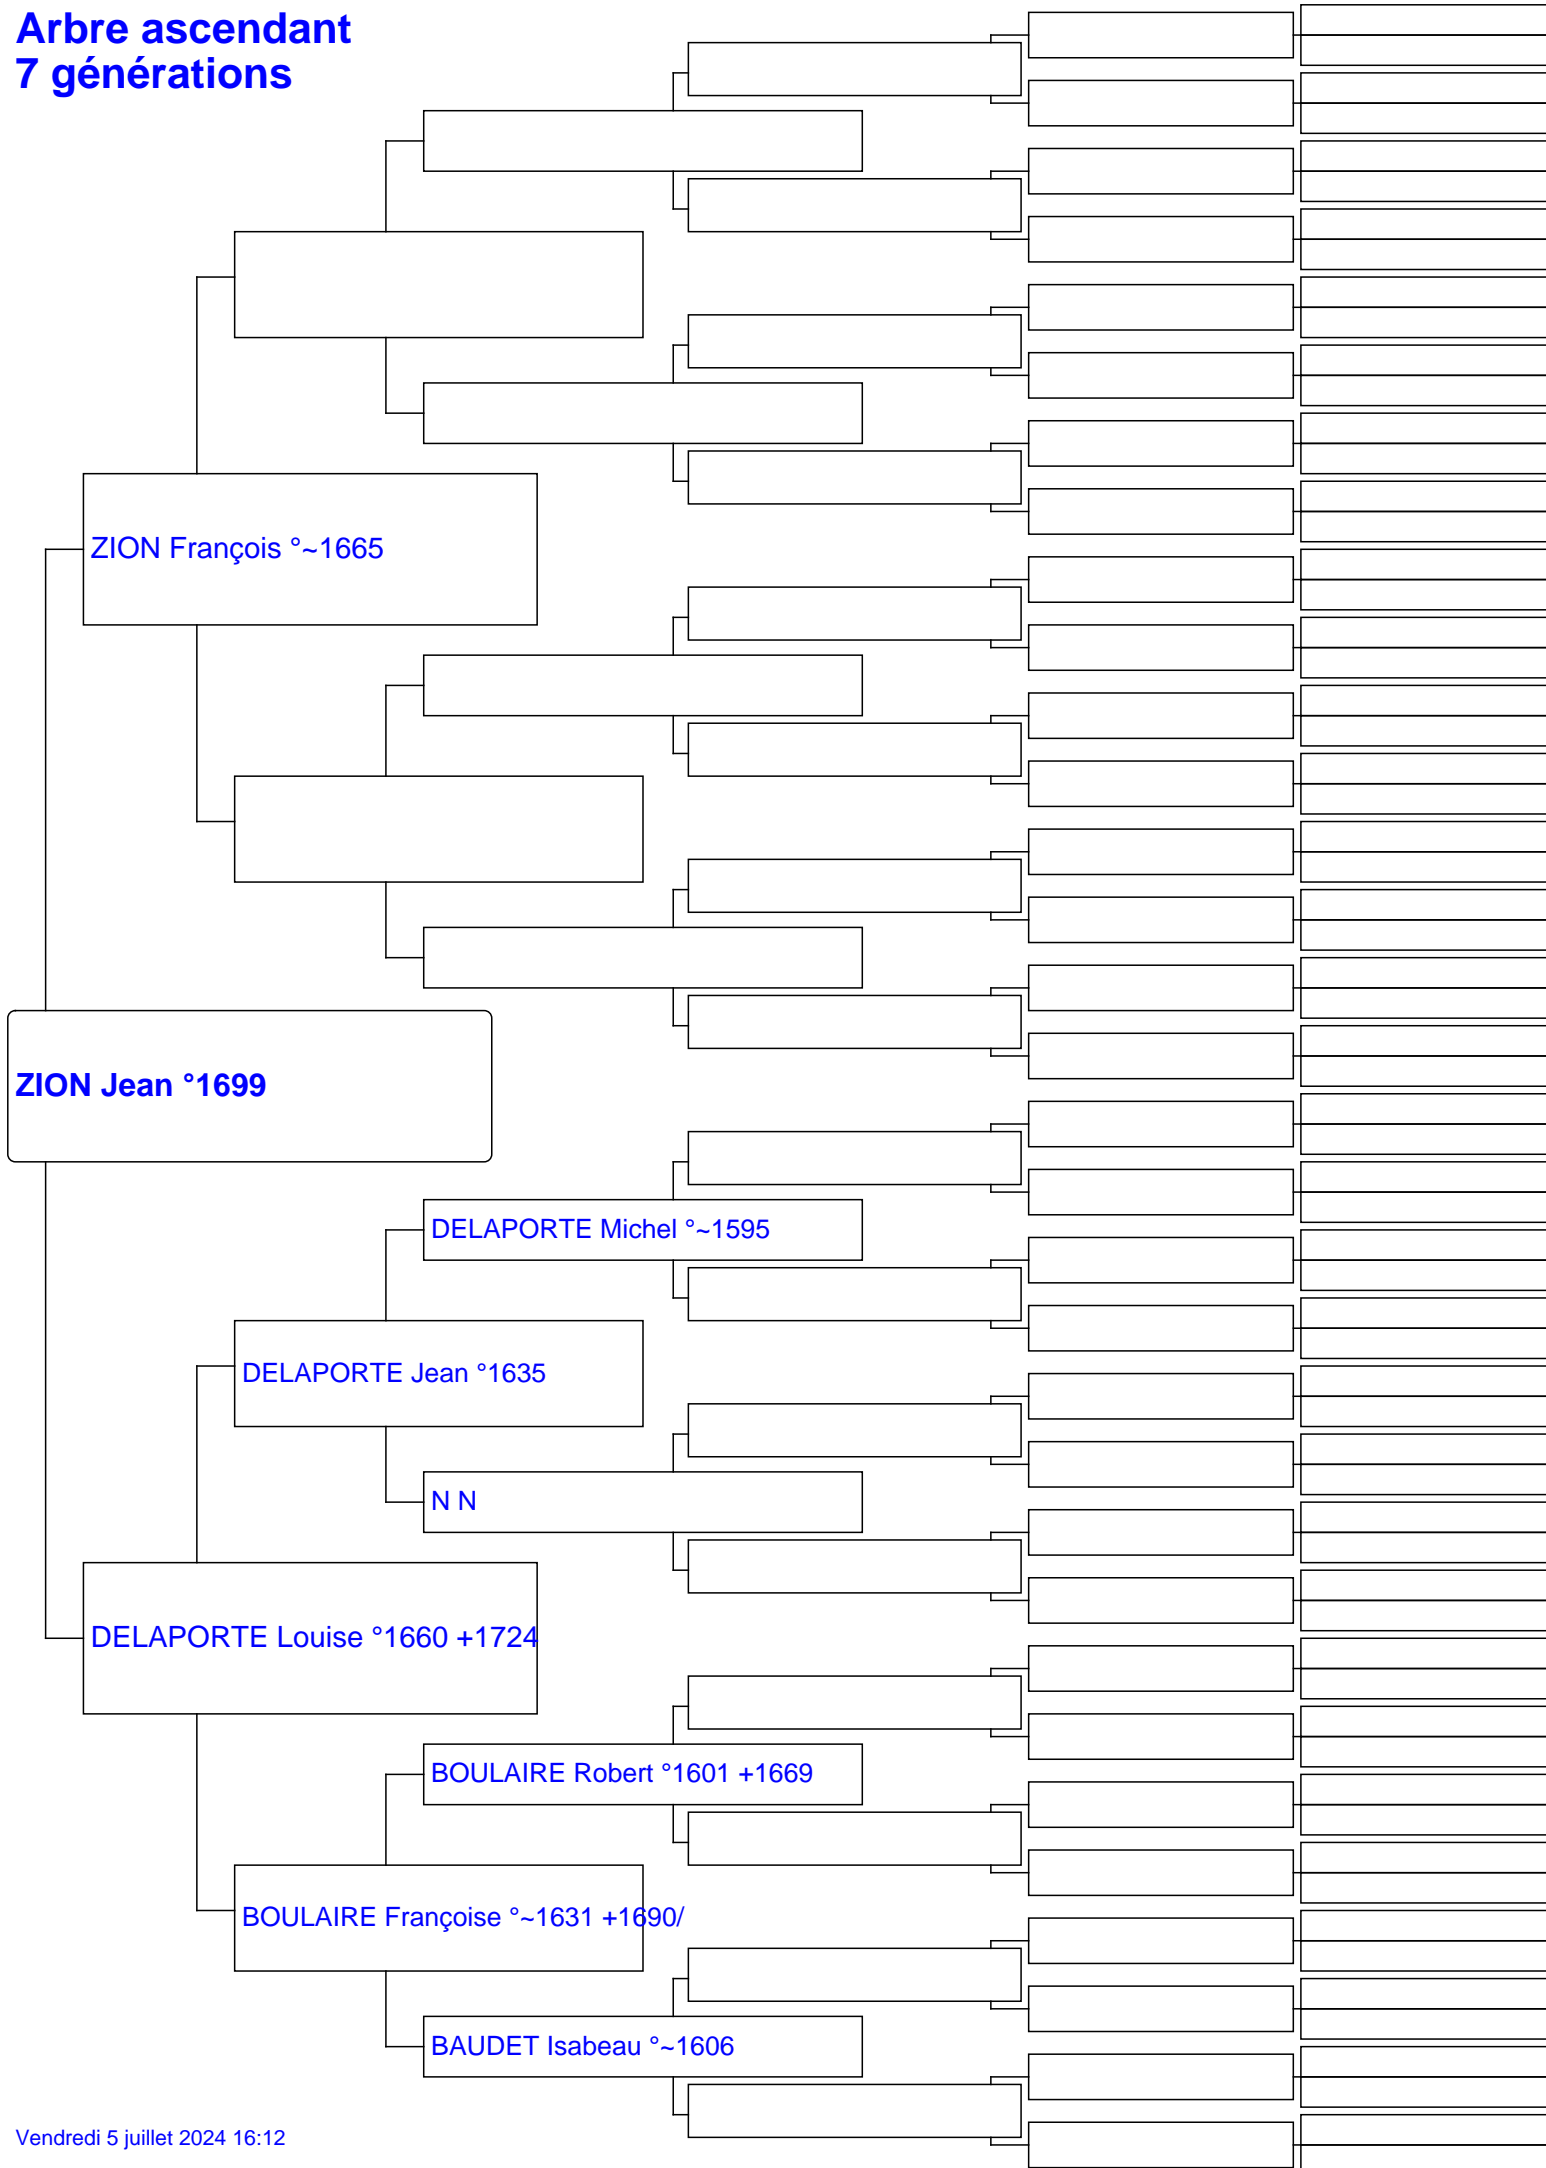 Arbre ascendant
7 générations
ZION François °~1665
ZION Jean °1699
DELAPORTE Michel °~1595
DELAPORTE Jean °1635
N N
DELAPORTE Louise °1660 +1724
BOULAIRE Robert °1601 +1669
BOULAIRE Françoise °~1631 +1690/
BAUDET Isabeau °~1606
Vendredi 5 juillet 2024 16:12